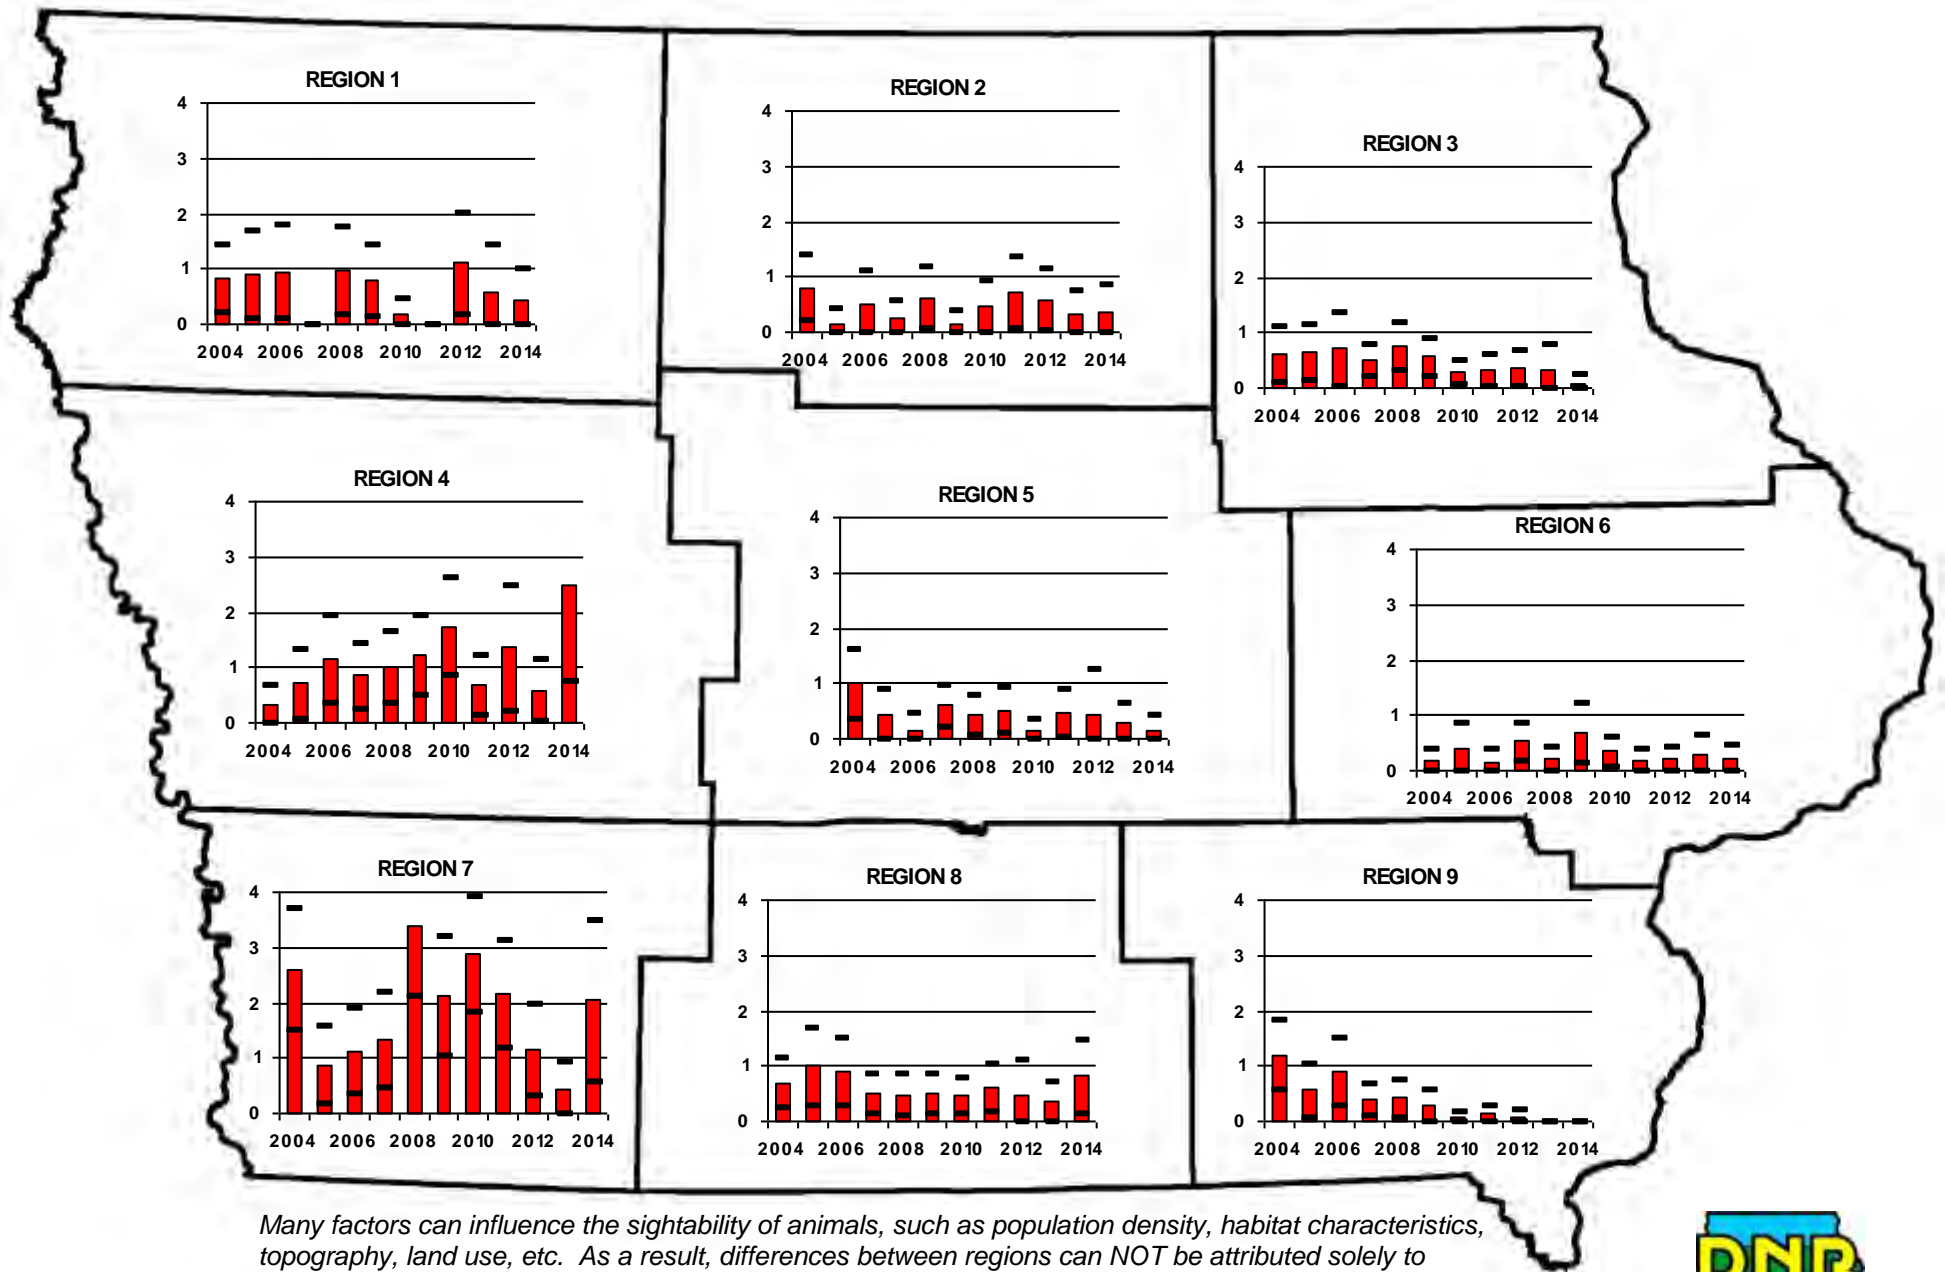 REGION 1
4
3
2
1
0
2004 2006 2008 2010 2012 2014
REGION 2
4
3
2
1
0
2004 2006 2008 2010 2012 2014
REGION 3
4
3
2
1
0
2004 2006 2008 2010 2012 2014
REGION 4
4
3
2
1
0
2004 2006 2008 2010 2012 2014
REGION 5
4
3
2
1
0
2004 2006 2008 2010 2012 2014
REGION 6
4
3
2
1
0
2004 2006 2008 2010 2012 2014
REGION 7
4
3
2
1
0
2004 2006 2008 2010 2012 2014
REGION 8
4
3
2
1
0
2004 2006 2008 2010 2012 2014
REGION 9
4
3
2
1
0
2004 2006 2008 2010 2012 2014
Many factors can influence the sightability of animals, such as population density, habitat characteristics,
topography, land use, etc. As a result, differences between regions can NOT be attributed solely to
DNR